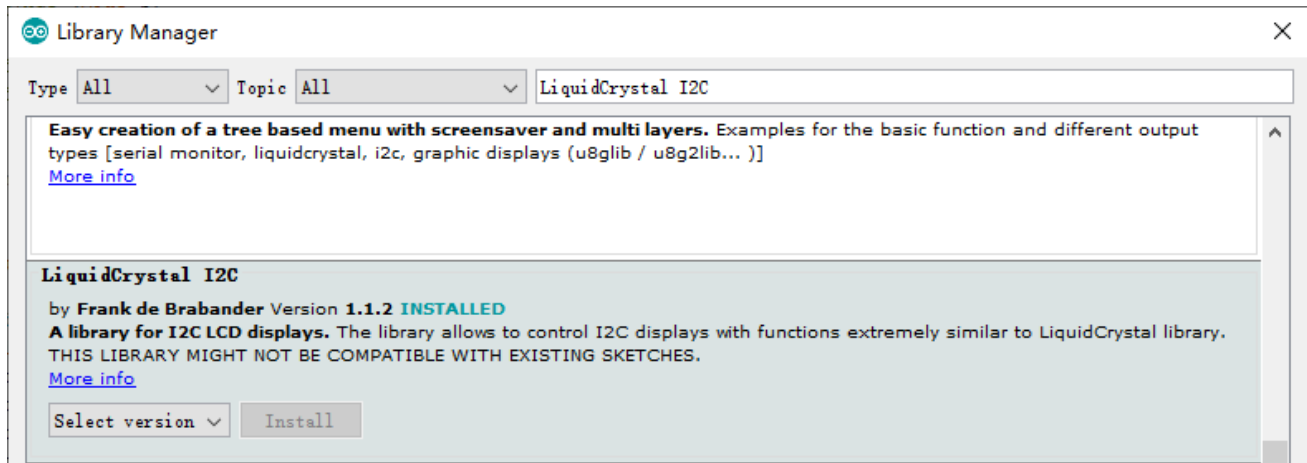 Library Manager
Type All Topic All LiquidCrystal I2C
Easy creation of a tree based menu with screensaver and multi layers. Examples for the basic function and different output
types [serial monitor, liquidcrystal, i2c, graphic displays (u8glib / u8g2lib... )]
More info
LiquidCrystal I2C
by Frank de Brabander Version 1.1.2 INSTALLED
A library for I2C LCD displays. The library allows to control I2C displays with functions extremely similar to LiquidCrystal library.
THIS LIBRARY MIGHT NOT BE COMPATIBLE WITH EXISTING SKETCHES.
More info
Select version Install